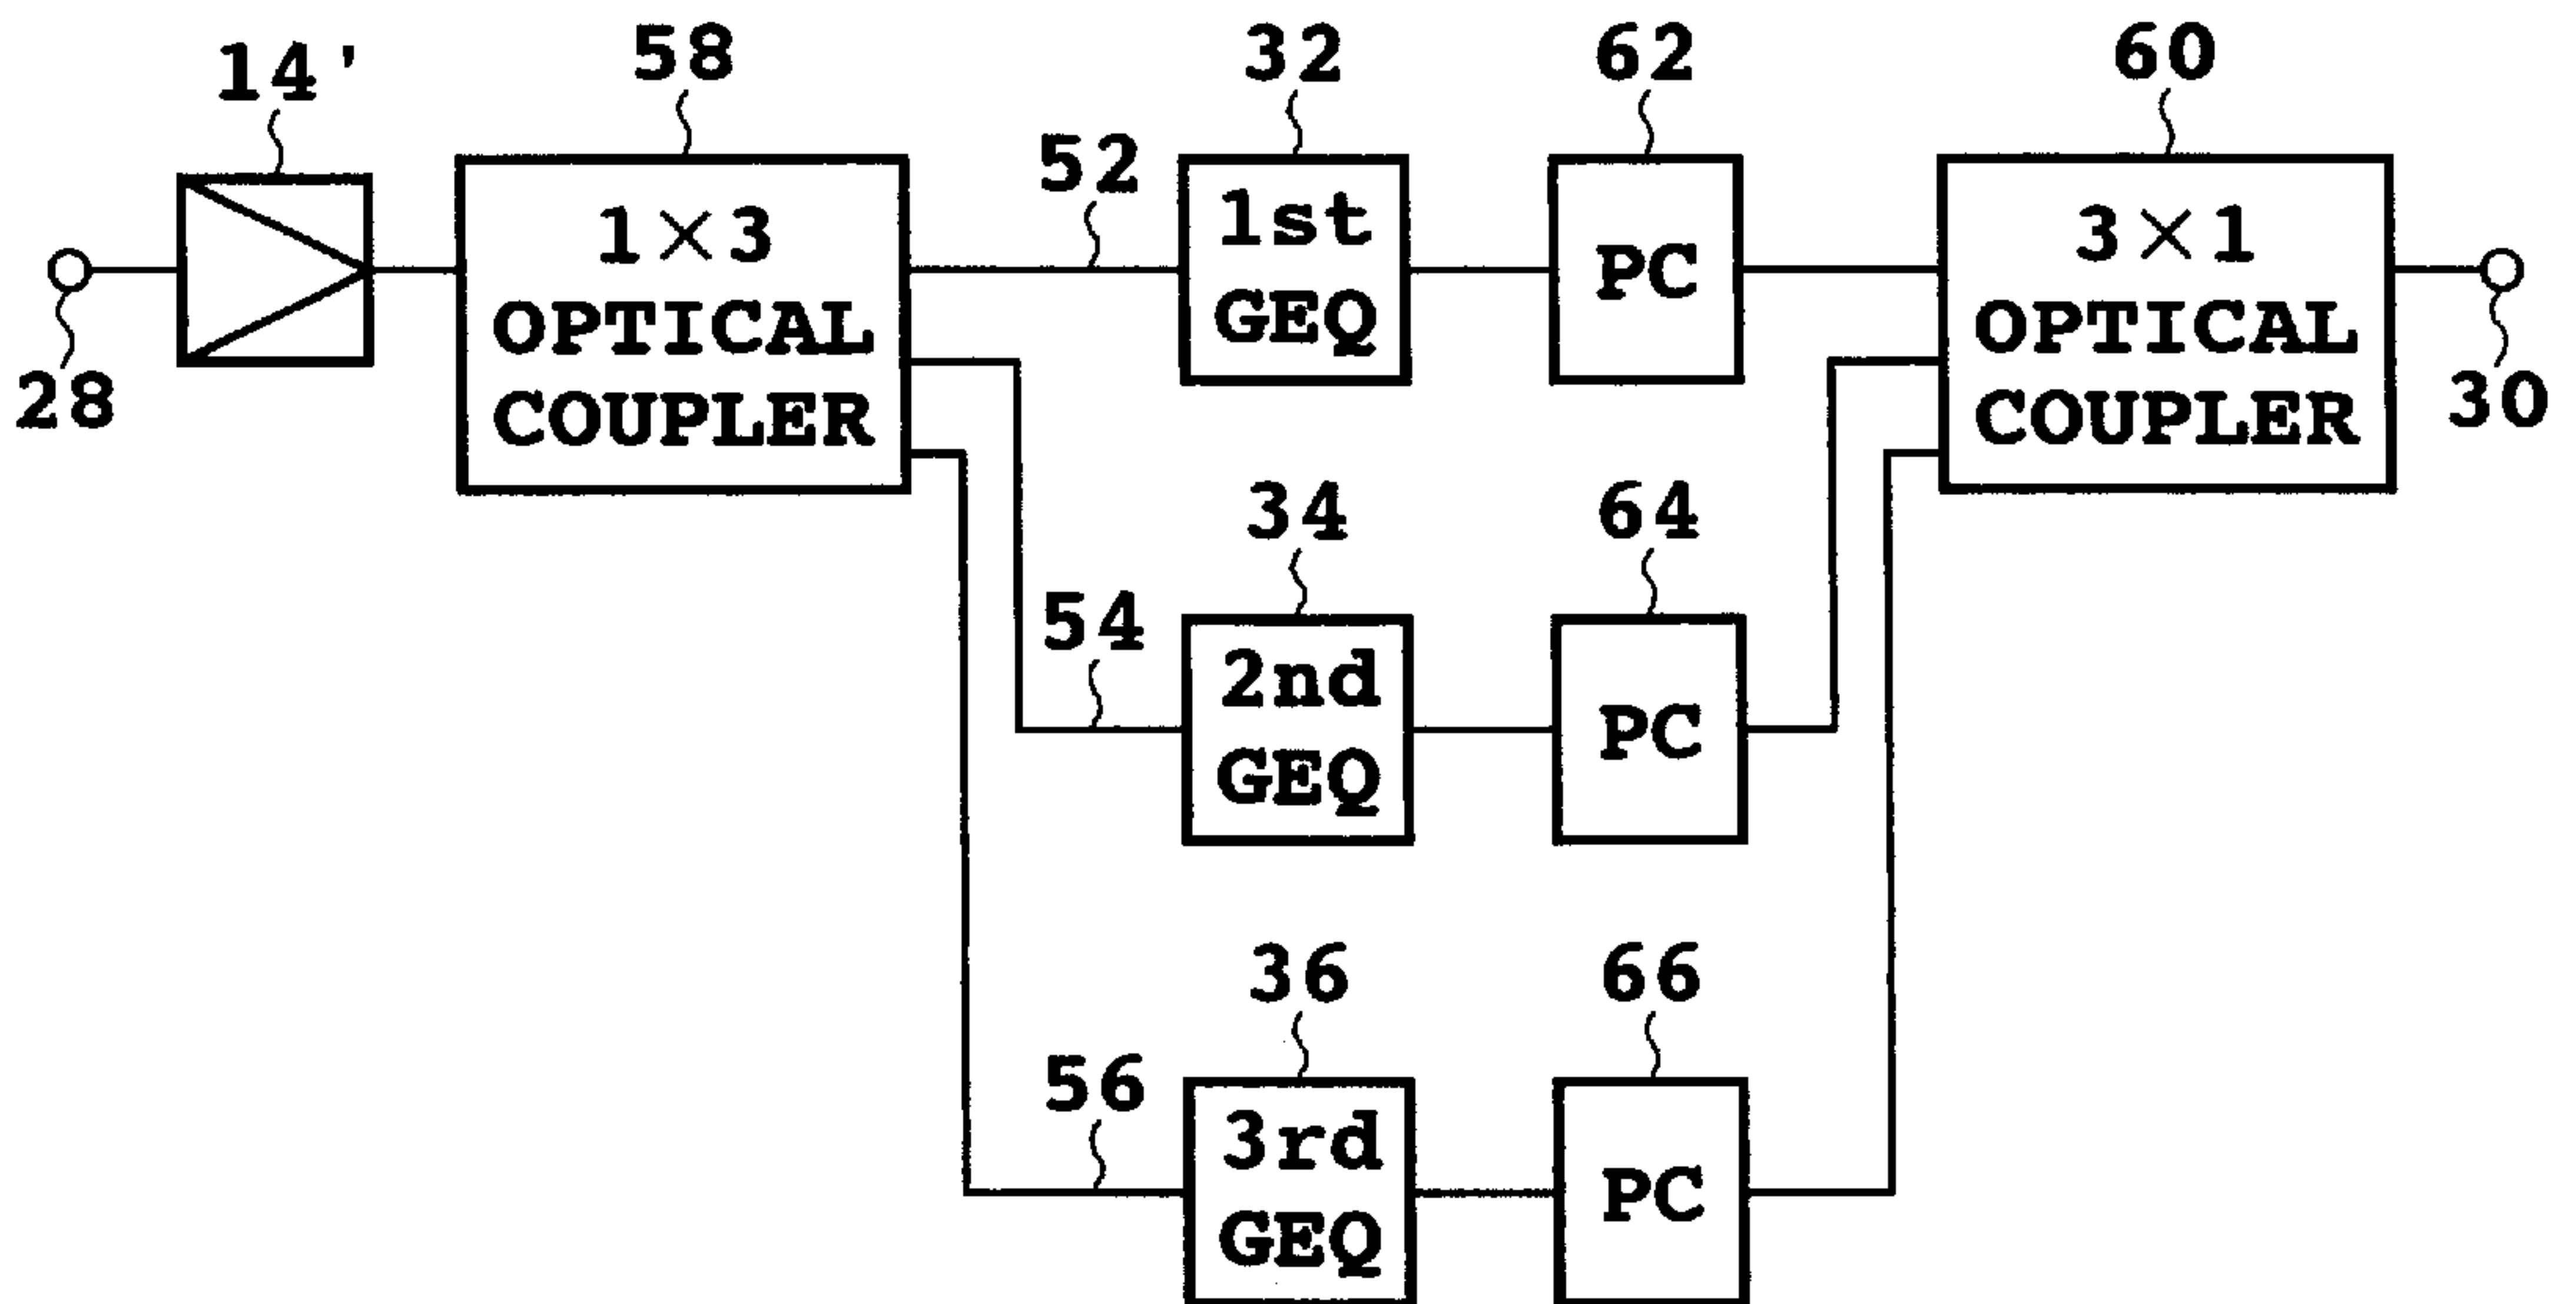 14'
58
32
62
60
52
28
30
1×3
OPTICAL
COUPLER
1st
GEQ
PC
3×1
OPTICAL
COUPLER
34
64
54
2nd
GEQ
PC
36
66
56
3rd
GEQ
PC